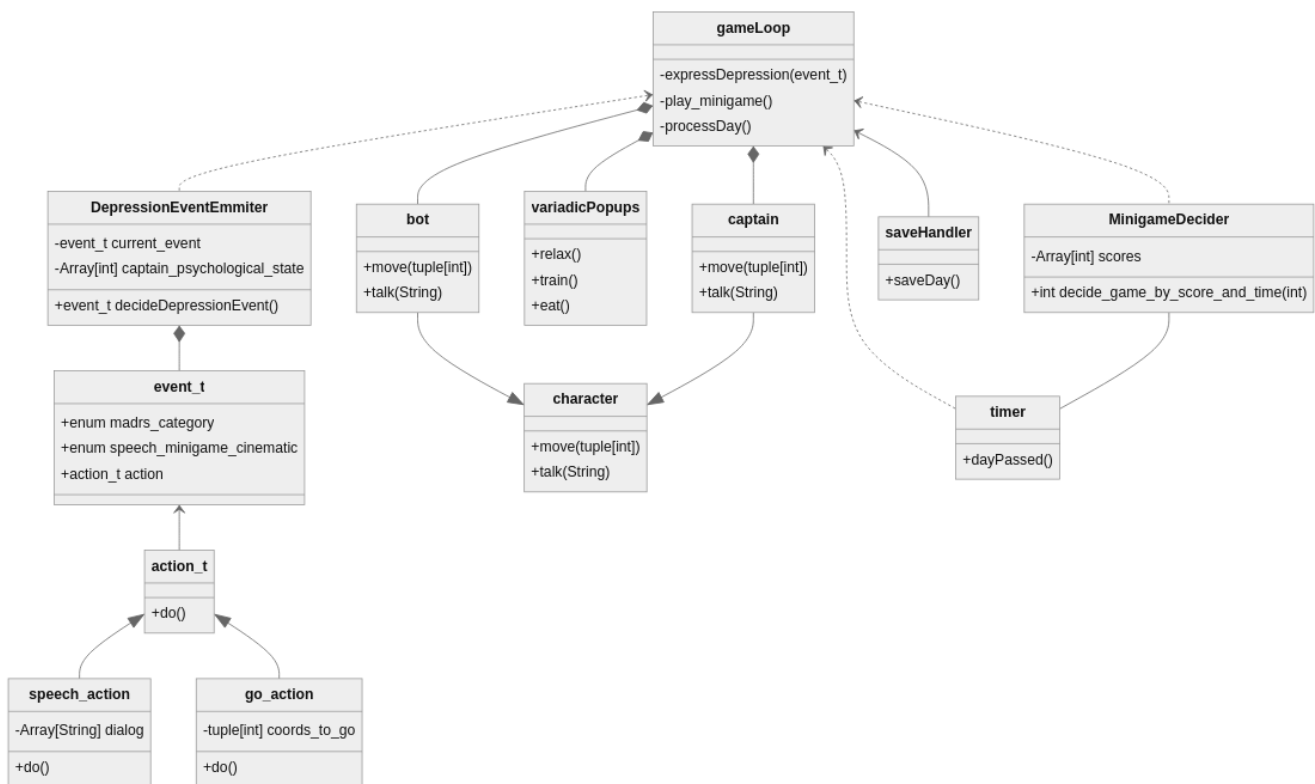 gameLoop
-expressDepression(event_t)
-play_minigame()
-processDay()
DepressionEventEmmiter
-event_t current_event
-Array[int] captain_psychological_state
+event_t decideDepressionEvent()
bot
+move(tuple[int])
+talk(String)
variadicPopups
+relax()
+train()
+eat()
captain
+move(tuple[int])
+talk(String)
saveHandler
+saveDay()
MinigameDecider
-Array[int] scores
+int decide_game_by_score_and_time(int)
event_t
+enum madrs_category
+enum speech_minigame_cinematic
+action_t action
character
+move(tuple[int])
+talk(String)
timer
+dayPassed()
action_t
+do()
speech_action
-Array[String] dialog
+do()
go_action
-tuple[int] coords_to_go
+do()